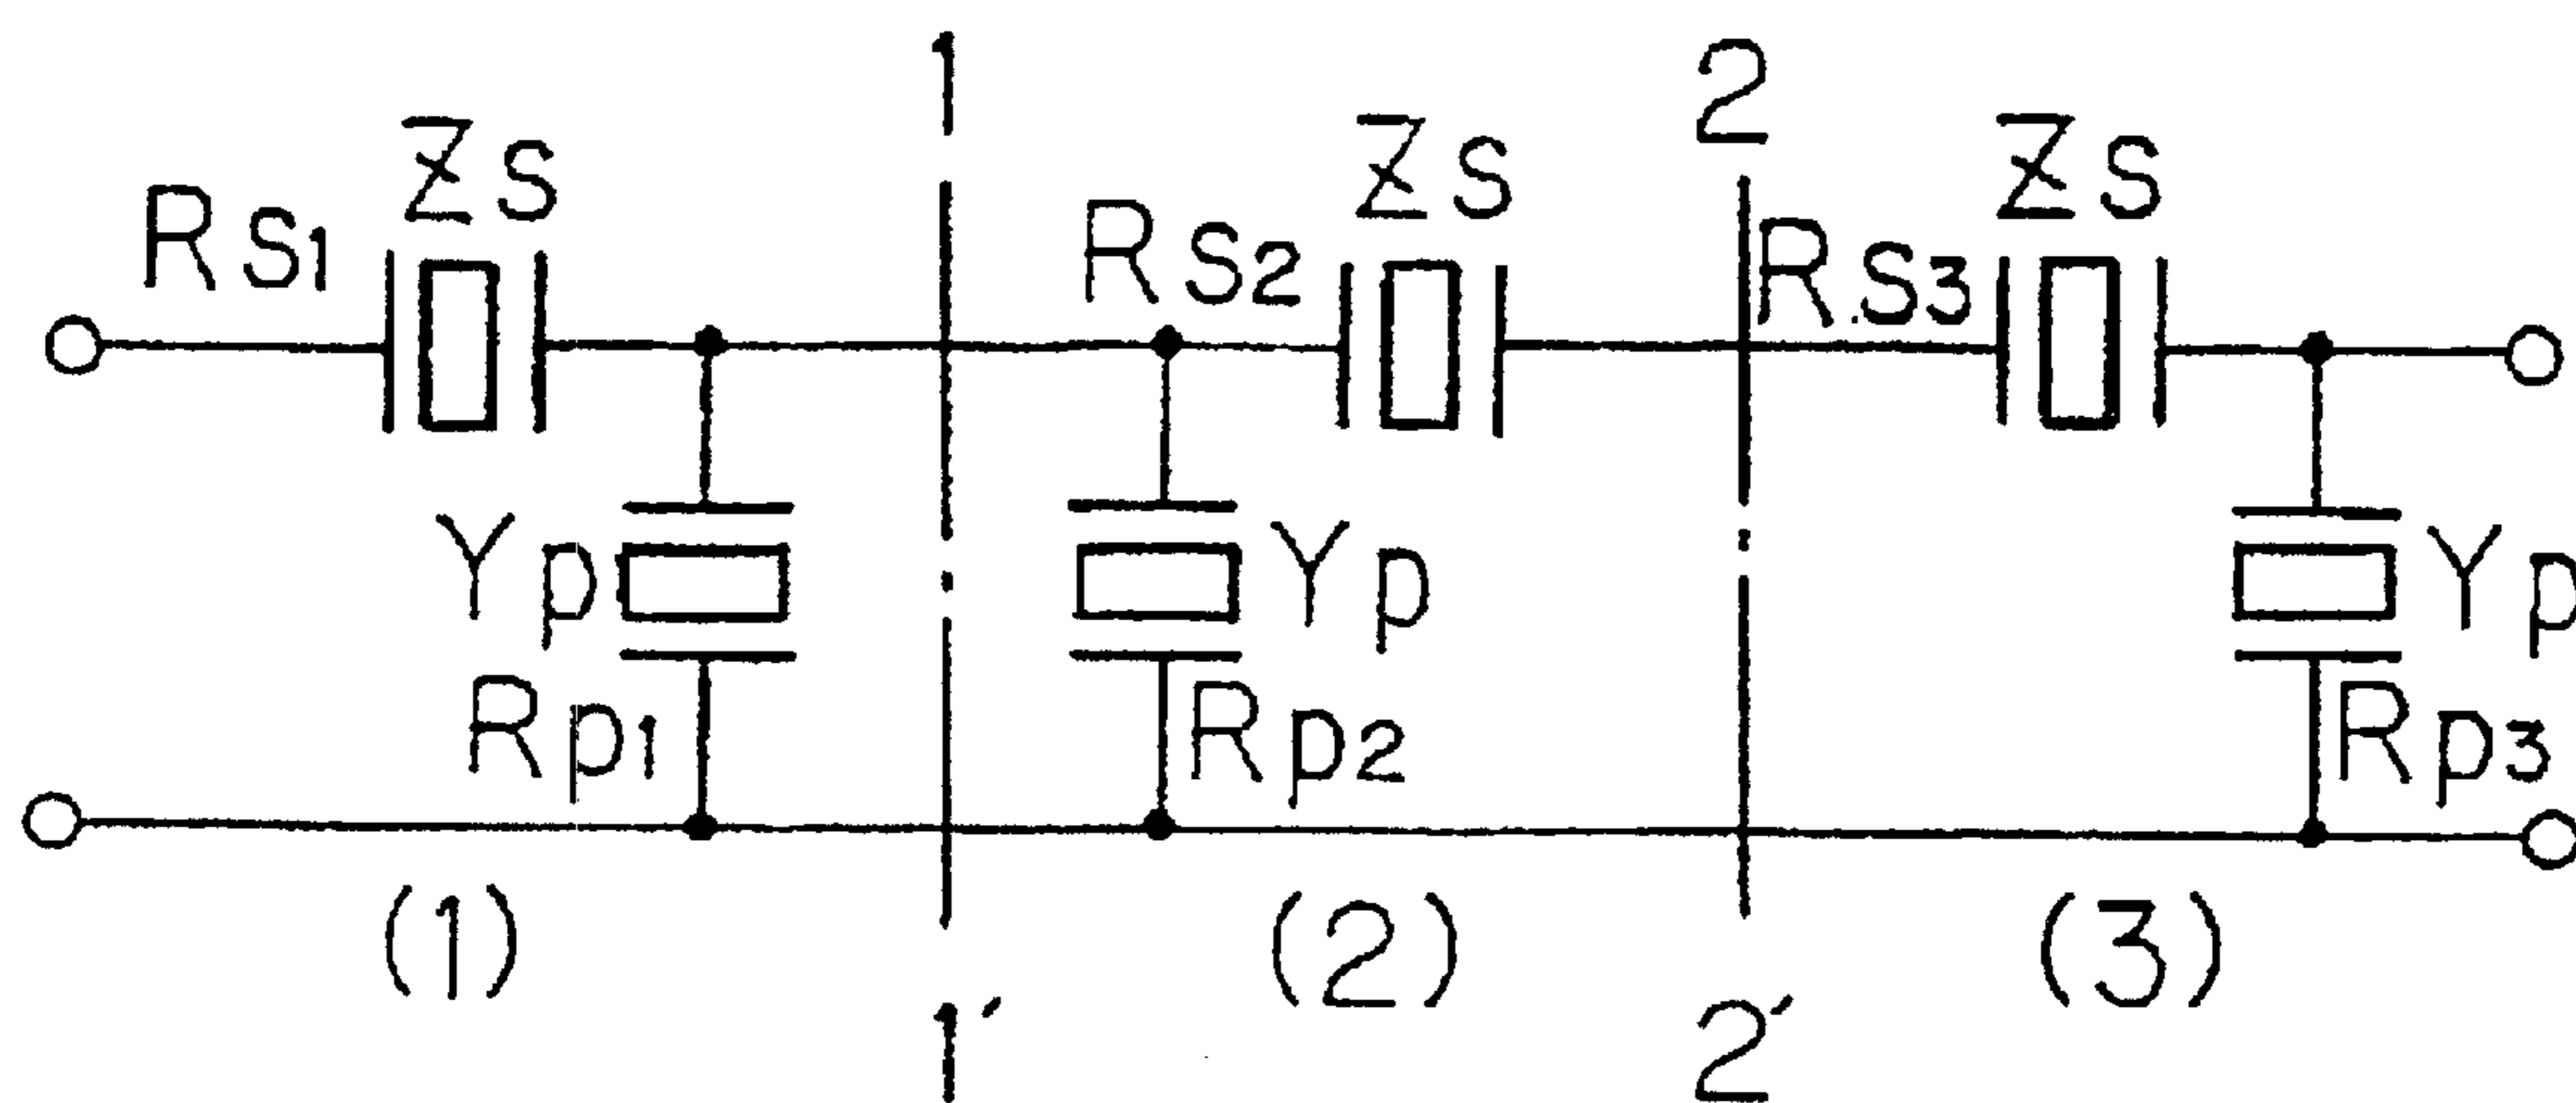 1 2
Zs Zs Zs
Rs1 Rs2 Rs3
Yp Yp Yp
Rp1 Rp2 Rp3
(1) (2) (3)
1′ 2′